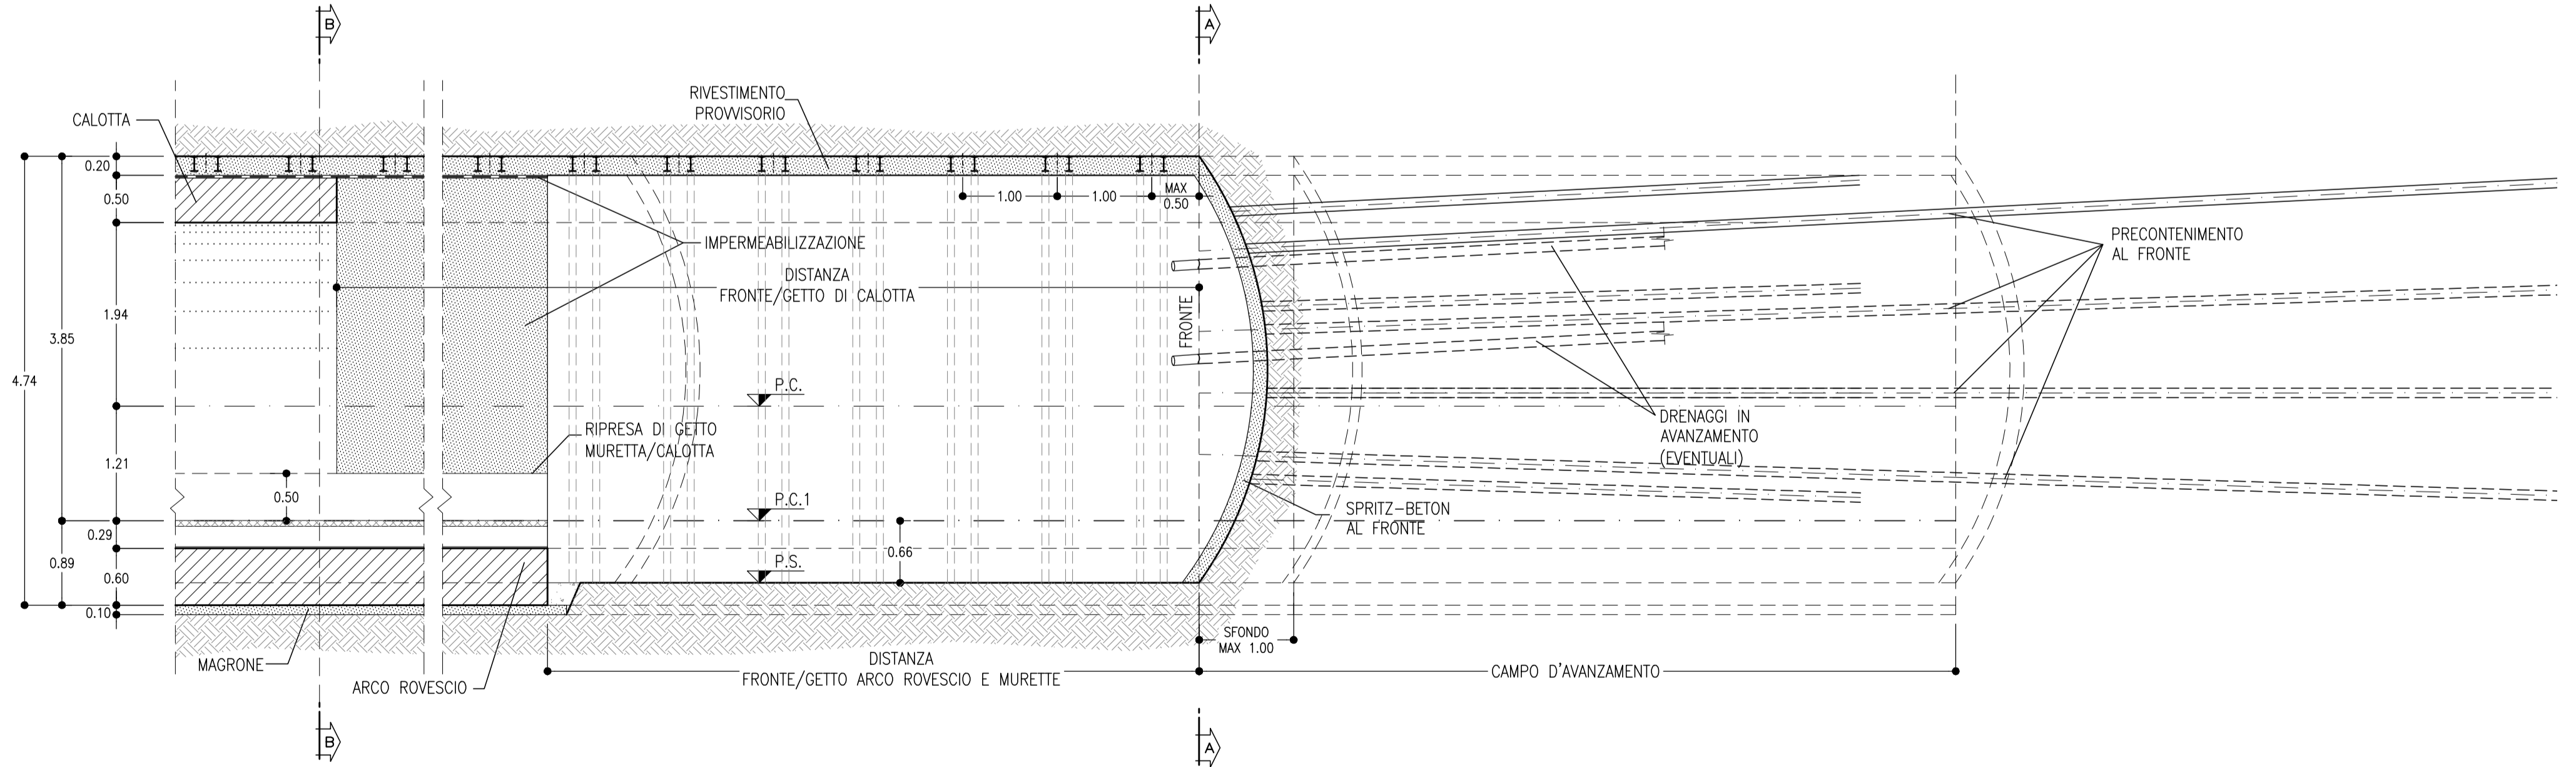 B
A
CALOTTA
RIVESTIMENTO
PROVVISORIO
0.20
0.50
1.94
3.85
4.74
1.21
0.50
0.29
0.89
0.60
0.10
1.00
1.00
MAX
0.50
IMPERMEABILIZZAZIONE
DISTANZA
FRONTE/GETTO DI CALOTTA
FRONTE
PRECONTENIMENTO
AL FRONTE
P.C.
RIPRESA DI GETTO
MURETTA/CALOTTA
DRENAGGI IN
AVANZAMENTO
(EVENTUALI)
P.C.1
SPRITZ-BETON
AL FRONTE
0.66
P.S.
SFONDO
MAX 1.00
MAGRONE
ARCO ROVESCIO
DISTANZA
FRONTE/GETTO ARCO ROVESCIO E MURETTE
CAMPO D'AVANZAMENTO
B
A